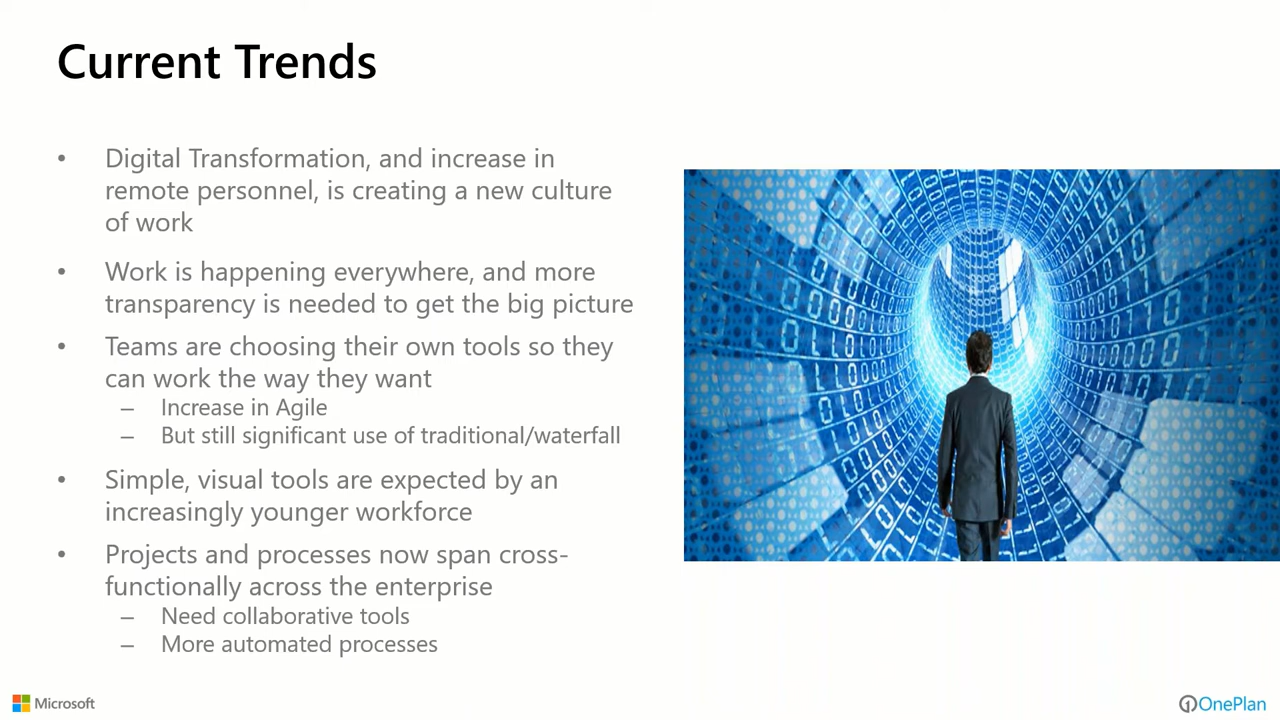 Current Trends
• Digital Transformation, and increase in
remote personnel, is creating a new culture
of work
• Work is happening everywhere, and more
transparency is needed to get the big picture
• Teams are choosing their own tools so they
can work the way they want
– Increase in Agile
– But still significant use of traditional/waterfall
• Simple, visual tools are expected by an
increasingly younger workforce
• Projects and processes now span cross-
functionally across the enterprise
– Need collaborative tools
– More automated processes
Microsoft
OnePlan